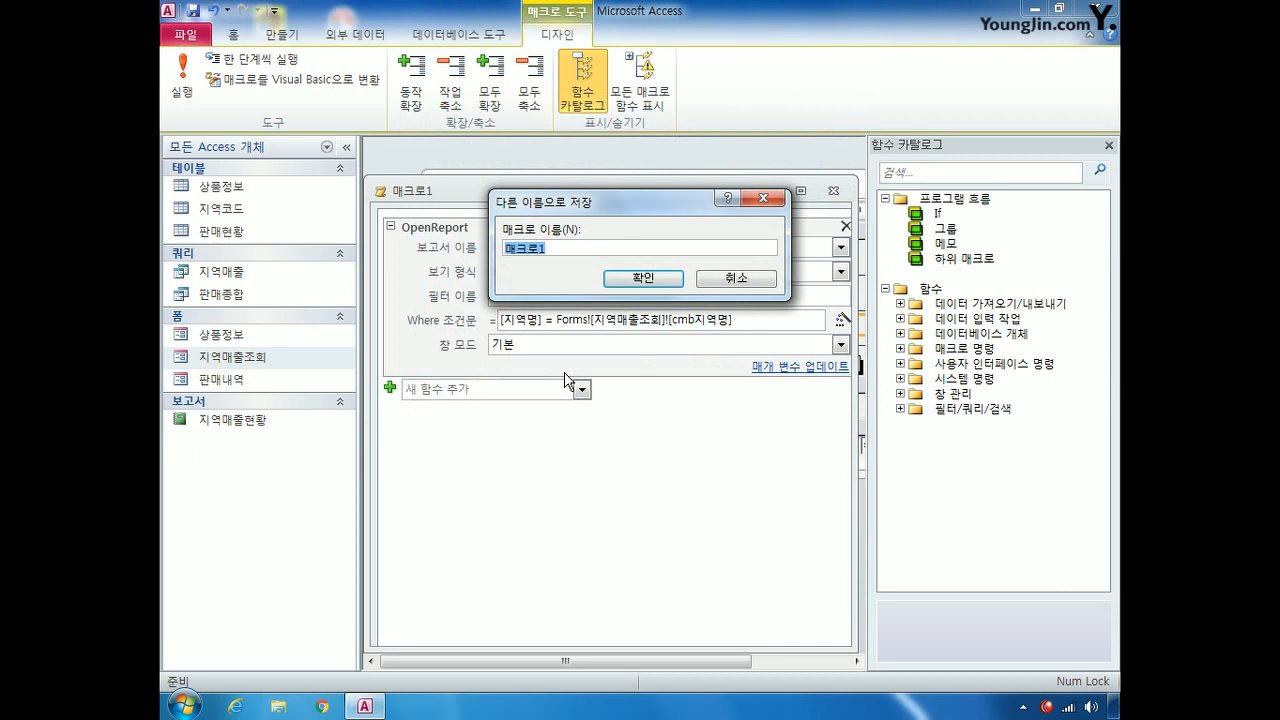 매크로 도구
Microsoft Access
Younglin.com Y.
파일
홈
만들기
외부 데이터
데이터베이스 도구
디자인
실행
한 단계씩 실행
매크로를 Visual Basic으로 변환
도구
동작 확장
작업 축소
모두 확장
모두 축소
확장/축소
함수 카탈로그
모든 매크로 함수 표시
표시/숨기기
모든 Access 개체
테이블
상품정보
지역코드
판매현황
쿼리
지역매출
판매종합
폼
상품정보
지역매출조회
판매내역
보고서
지역매출현황
매크로1
OpenReport
보고서 이름
보기 형식
필터 이름
Where 조건문
= [지역명] = Forms![지역매출조회]![cmb지역명]
창 모드
기본
매개 변수 업데이트
새 함수 추가
다른 이름으로 저장
매크로 이름(N):
매크로1
확인
취소
함수 카탈로그
검색...
프로그램 흐름
If
그룹
메모
하위 매크로
함수
데이터 가져오기/내보내기
데이터 입력 작업
데이터베이스 개체
매크로 명령
사용자 인터페이스 명령
시스템 명령
창 관리
필터/쿼리/검색
준비
Num Lock